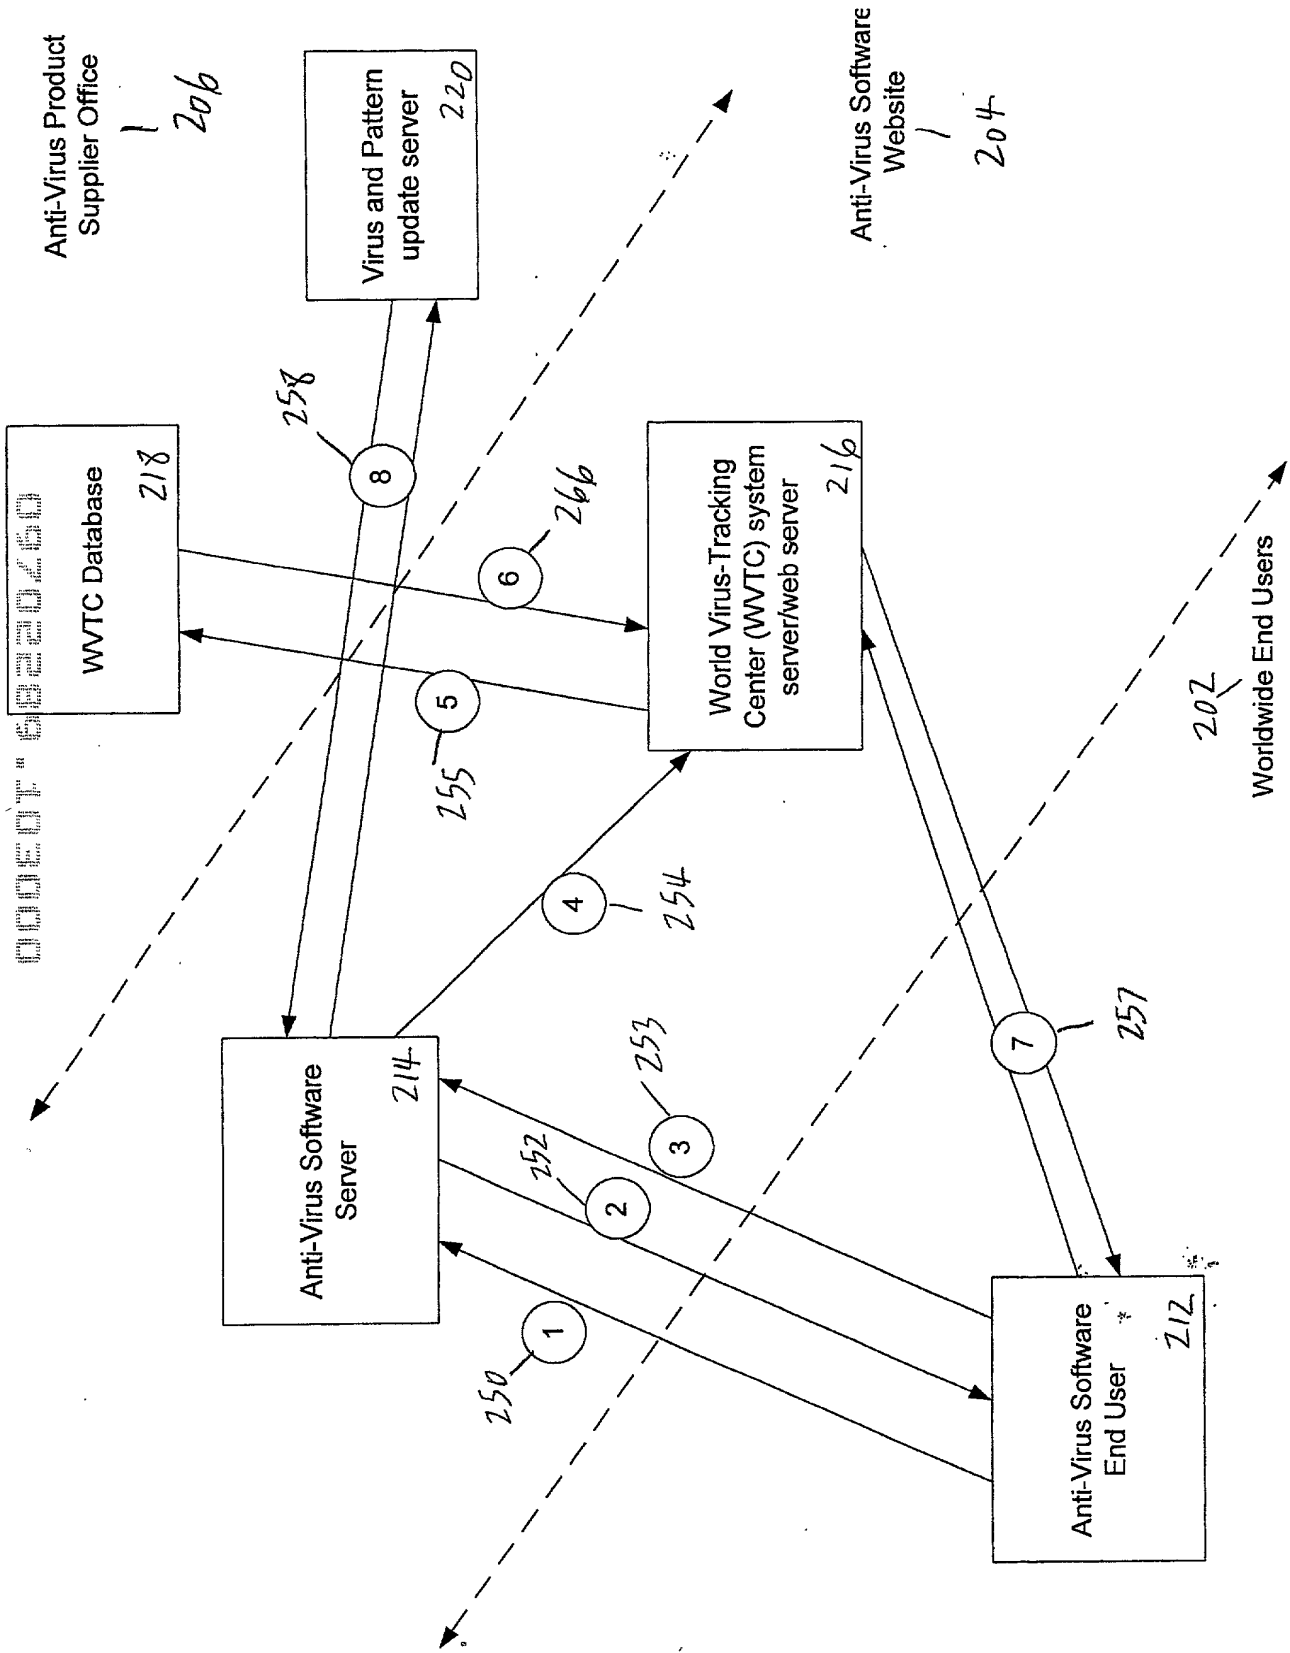 Anti-Virus Product
Supplier Office
206
Virus and Pattern
update server
220
WVTC Database
218
8
258
6
266
5
255
World Virus-Tracking
Center (WVTC) system
server/web server
216
Anti-Virus Software
Website
204
Anti-Virus Software
Server
214
4
254
3
253
2
252
1
250
7
257
Anti-Virus Software
End User
212
202
Worldwide End Users